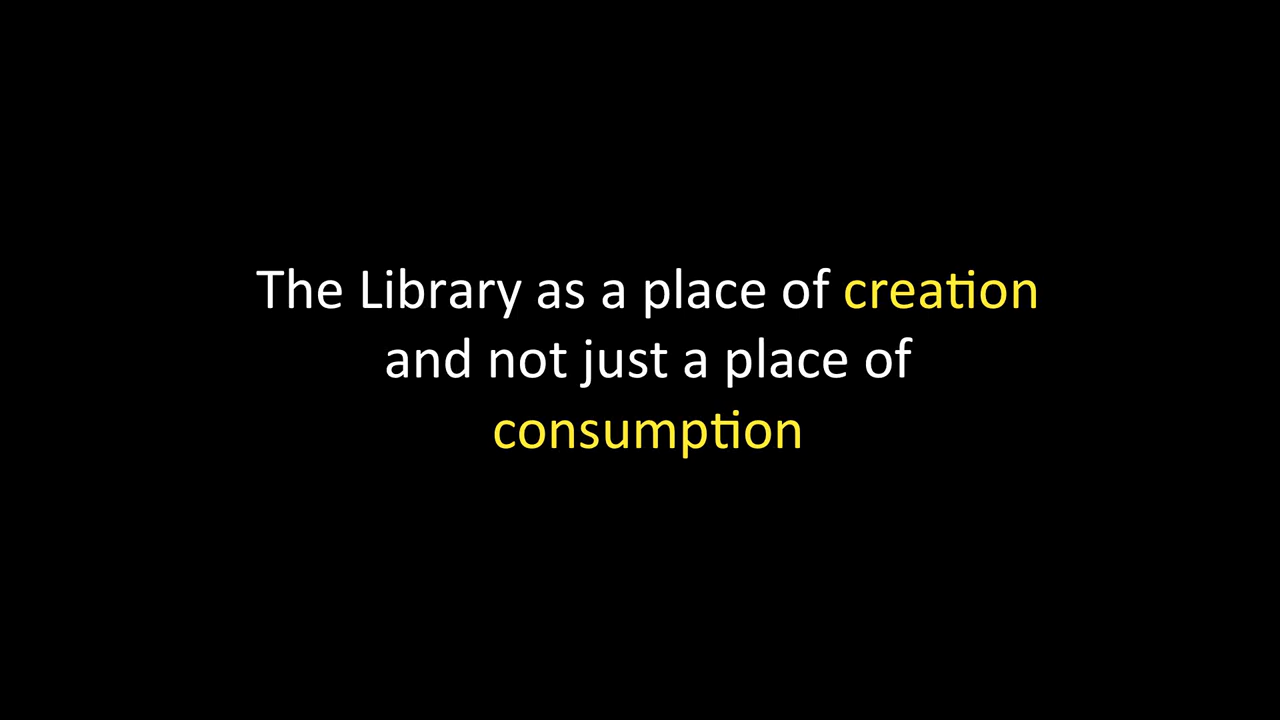 The Library as a place of creation
and not just a place of
consumption